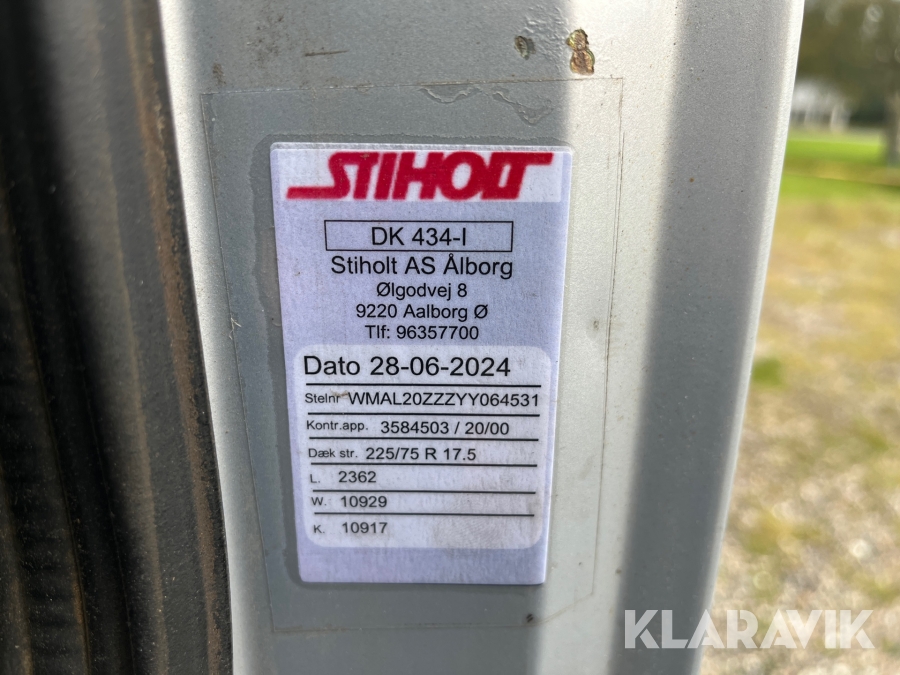 STIHOLT
DK 434-I
Stiholt AS Ålborg
Ølgodvej 8
9220 Aalborg Ø
Tlf: 96357700
Dato 28-06-2024
Stelnr WMAL20ZZZYY064531
Kontr.app. 3584503 / 20/00
Dæk str. 225/75 R 17.5
L. 2362
W. 10929
K. 10917
KLARAVIK